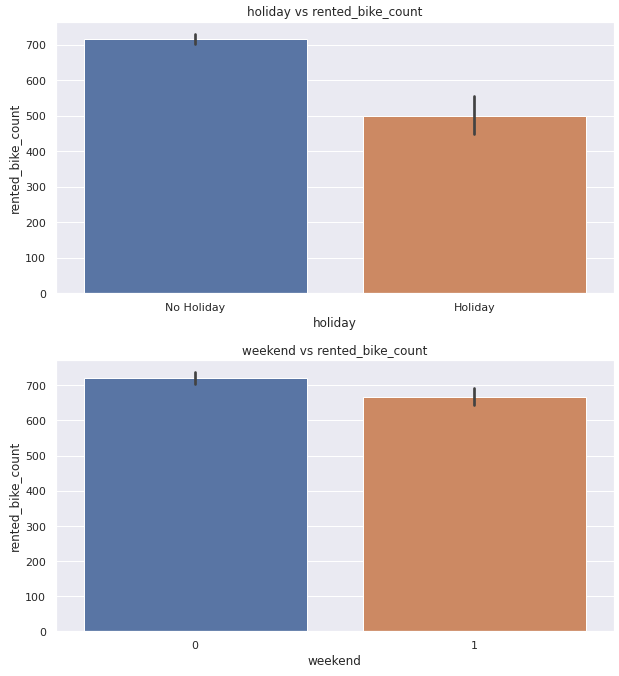 holiday vs rented_bike_count
700
600
500
400
300
200
100
0
rented_bike_count
No Holiday Holiday
holiday
weekend vs rented_bike_count
700
600
500
400
300
200
100
0
rented_bike_count
0 1
weekend